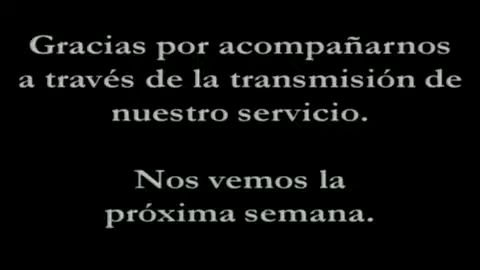 Gracias por acompañarnos
a través de la transmisión de
nuestro servicio.
Nos vemos la
próxima semana.